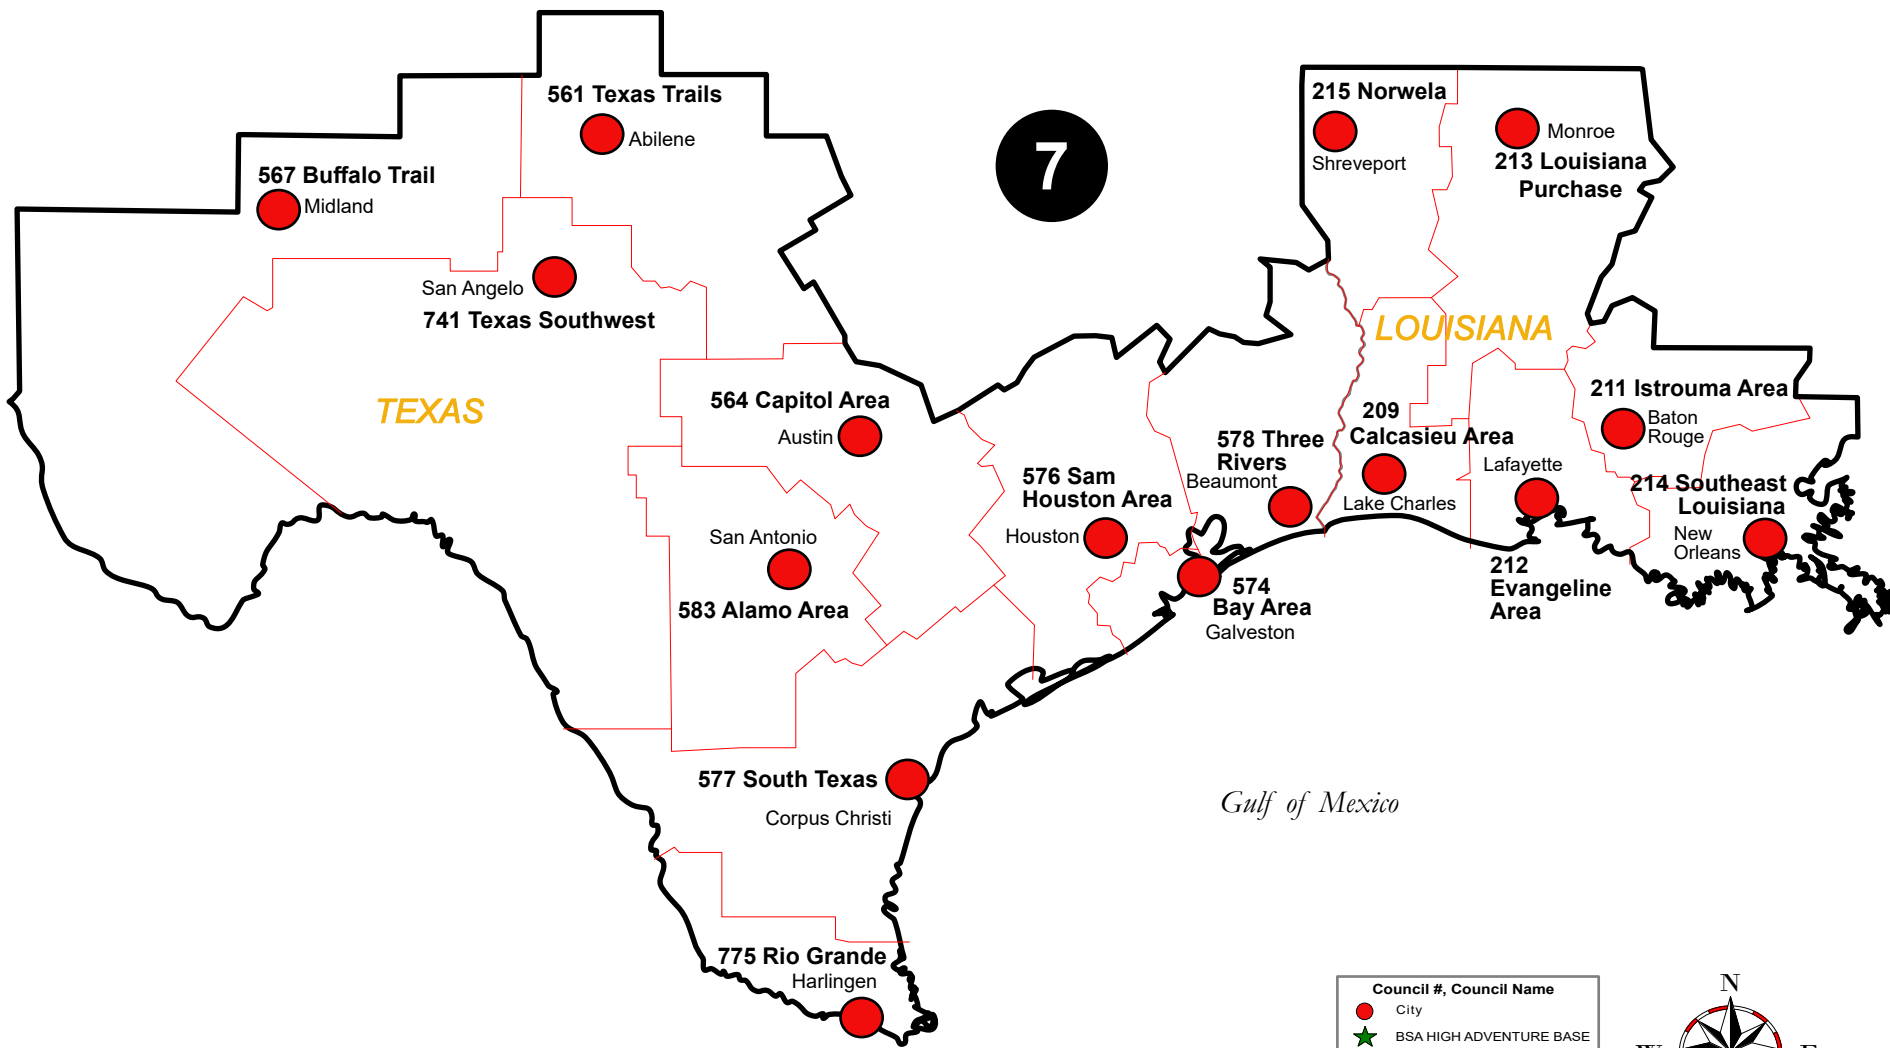 561 Texas Trails
Abilene
567 Buffalo Trail
Midland
San Angelo
741 Texas Southwest
TEXAS
564 Capitol Area
Austin
San Antonio
583 Alamo Area
577 South Texas
Corpus Christi
775 Rio Grande
Harlingen
7
576 Sam
Houston Area
Houston
574
Bay Area
Galveston
578 Three
Rivers
Beaumont
215 Norwela
Shreveport
Monroe
213 Louisiana
Purchase
LOUISIANA
209
Calcasieu Area
Lake Charles
Lafayette
212
Evangeline
Area
211 Istrouma Area
Baton
Rouge
214 Southeast
Louisiana
New
Orleans
Gulf of Mexico
Council #, Council Name
City
BSA HIGH ADVENTURE BASE
N
W
E